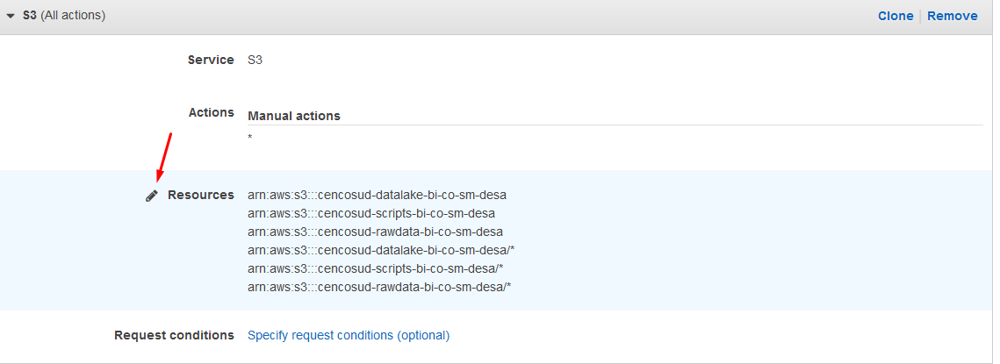 S3 (All actions) Clone Remove
Service S3
Actions Manual actions
*
Resources arn:aws:s3:::cencosud-datalake-bi-co-sm-desa
arn:aws:s3:::cencosud-scripts-bi-co-sm-desa
arn:aws:s3:::cencosud-rawdata-bi-co-sm-desa
arn:aws:s3:::cencosud-datalake-bi-co-sm-desa/*
arn:aws:s3:::cencosud-scripts-bi-co-sm-desa/*
arn:aws:s3:::cencosud-rawdata-bi-co-sm-desa/*
Request conditions Specify request conditions (optional)